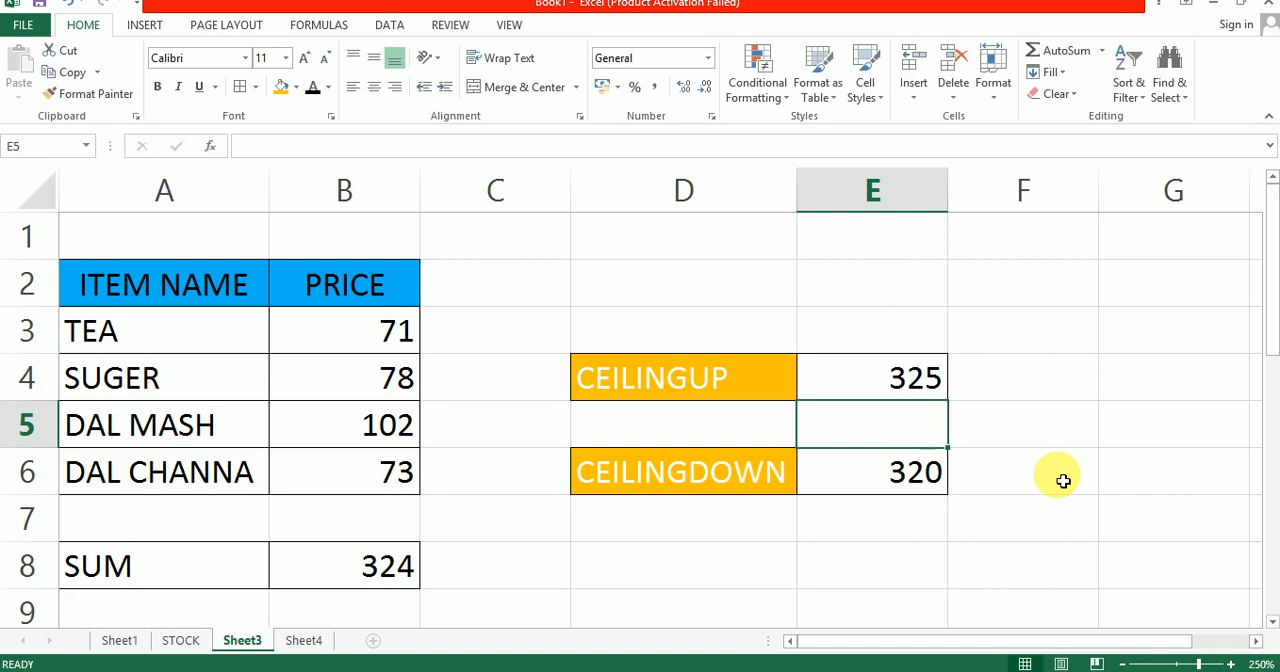 Book1 - Excel (Product Activation Failed)
FILE HOME INSERT PAGE LAYOUT FORMULAS DATA REVIEW VIEW Sign in
Paste Cut Copy Format Painter Clipboard
Calibri 11 B I U A Font
Wrap Text Merge & Center Alignment
General % , Number
Conditional Formatting Format as Table Cell Styles Styles
Insert Delete Format Cells
AutoSum Fill Clear Sort & Filter Find & Select Editing
E5 fx
A B C D E F G
1
2 ITEM NAME PRICE
3 TEA 71
4 SUGER 78 CEILINGUP 325
5 DAL MASH 102
6 DAL CHANNA 73 CEILINGDOWN 320
7
8 SUM 324
9
Sheet1 STOCK Sheet3 Sheet4
READY 250%